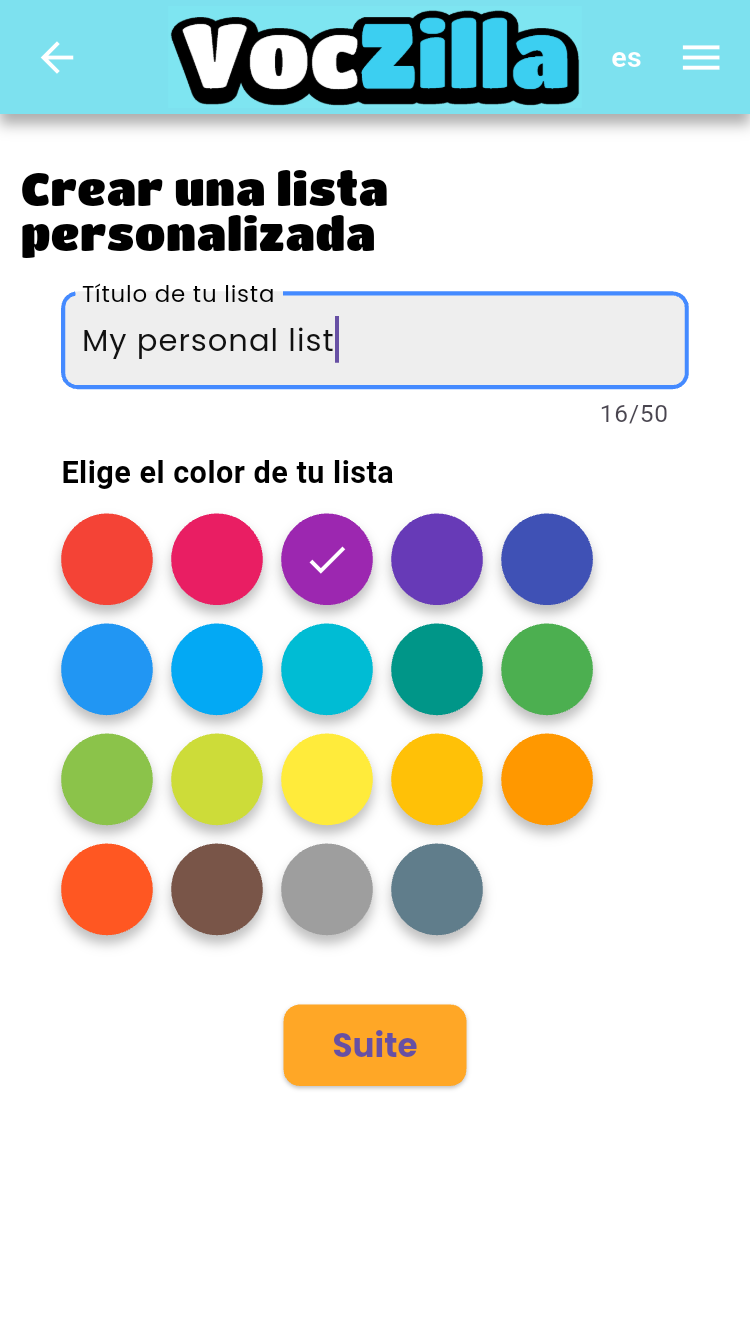 VocZilla
es
Crear una lista
personalizada
Título de tu lista
My personal list
16/50
Elige el color de tu lista
Suite